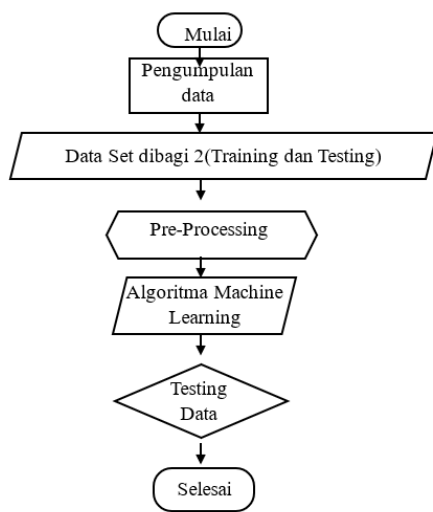 Mulai
Pengumpulan
data
Data Set dibagi 2(Training dan Testing)
Pre-Processing
Algoritma Machine
Learning
Testing
Data
Selesai